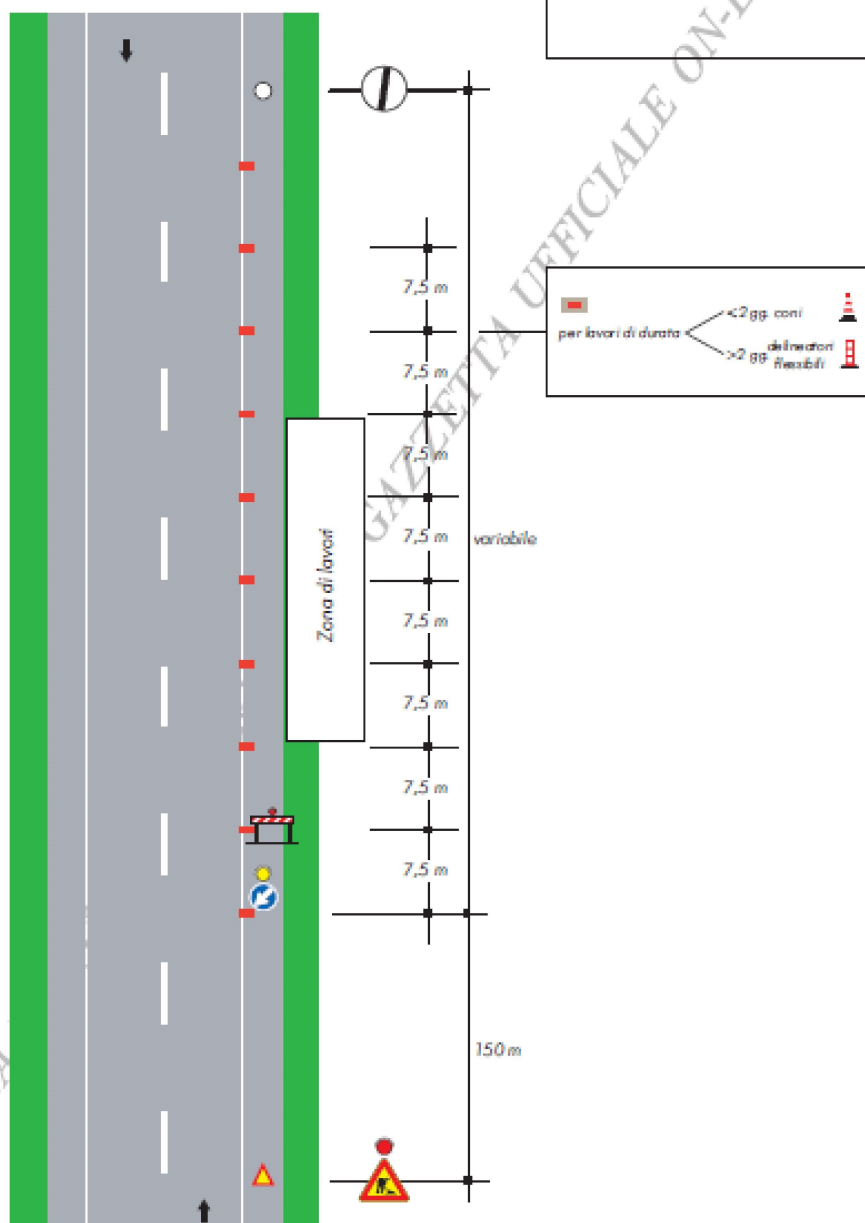 7,5 m
per lavori di durata
<2 gg. coni
>2 gg.
delineatori
flessibili
7,5 m
7,5 m
7,5 m
variabile
Zona di lavori
7,5 m
7,5 m
7,5 m
7,5 m
150 m
GAZZETTA UFFICIALE ON-